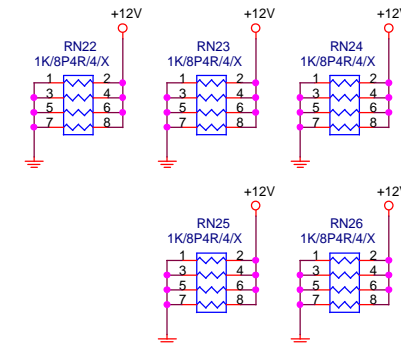 +12V +12V +12V
RN22 RN23 RN24
1K/8P4R/4/X 1K/8P4R/4/X 1K/8P4R/4/X
1 2 1 2 1 2
3 4 3 4 3 4
5 6 5 6 5 6
7 8 7 8 7 8
+12V +12V
RN25 RN26
1K/8P4R/4/X 1K/8P4R/4/X
1 2 1 2
3 4 3 4
5 6 5 6
7 8 7 8